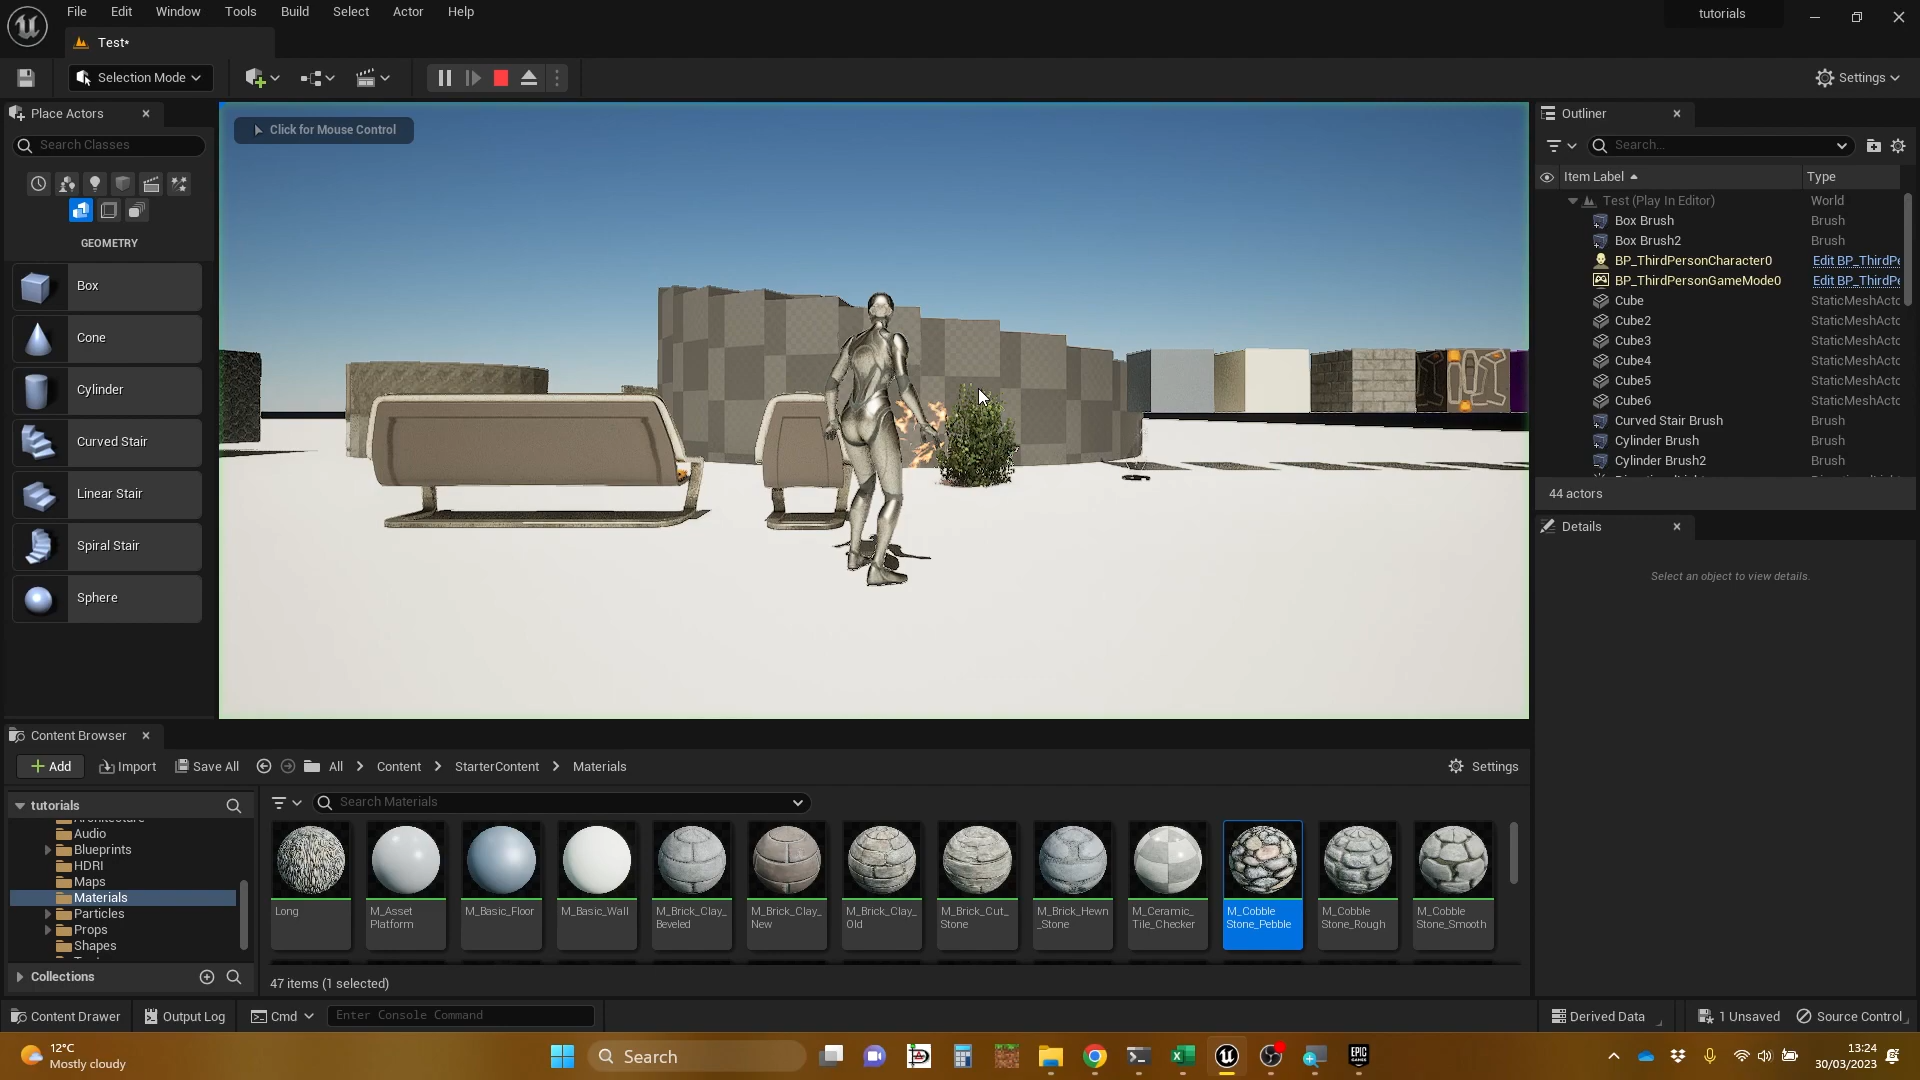 File Edit Window Tools Build Select Actor Help
tutorials
Test*
Selection Mode
Settings
Place Actors
Search Classes
GEOMETRY
Box
Cone
Cylinder
Curved Stair
Linear Stair
Spiral Stair
Sphere
Click for Mouse Control
Outliner
Search...
Item Label Type
Test (Play In Editor) World
Box Brush Brush
Box Brush2 Brush
BP_ThirdPersonCharacter0 Edit BP_ThirdPe
BP_ThirdPersonGameMode0 Edit BP_ThirdPe
Cube StaticMeshActo
Cube2 StaticMeshActo
Cube3 StaticMeshActo
Cube4 StaticMeshActo
Cube5 StaticMeshActo
Cube6 StaticMeshActo
Curved Stair Brush Brush
Cylinder Brush Brush
Cylinder Brush2 Brush
44 actors
Details
Select an object to view details.
Content Browser
Add Import Save All All Content StarterContent Materials Settings
tutorials
Audio
Blueprints
HDRI
Maps
Materials
Particles
Props
Shapes
Collections
Search Materials
Long
M_Asset
Platform
M_Basic_Floor
M_Basic_Wall
M_Brick_Clay_
Beveled
M_Brick_Clay_
New
M_Brick_Clay_
Old
M_Brick_Cut_
Stone
M_Brick_Hewn
_Stone
M_Ceramic_
Tile_Checker
M_Cobble
Stone_Pebble
M_Cobble
Stone_Rough
M_Cobble
Stone_Smooth
47 items (1 selected)
Content Drawer Output Log Cmd Enter Console Command Derived Data 1 Unsaved Source Control
12°C
Mostly cloudy
Search
EPIC
GAMES
13:24
30/03/2023